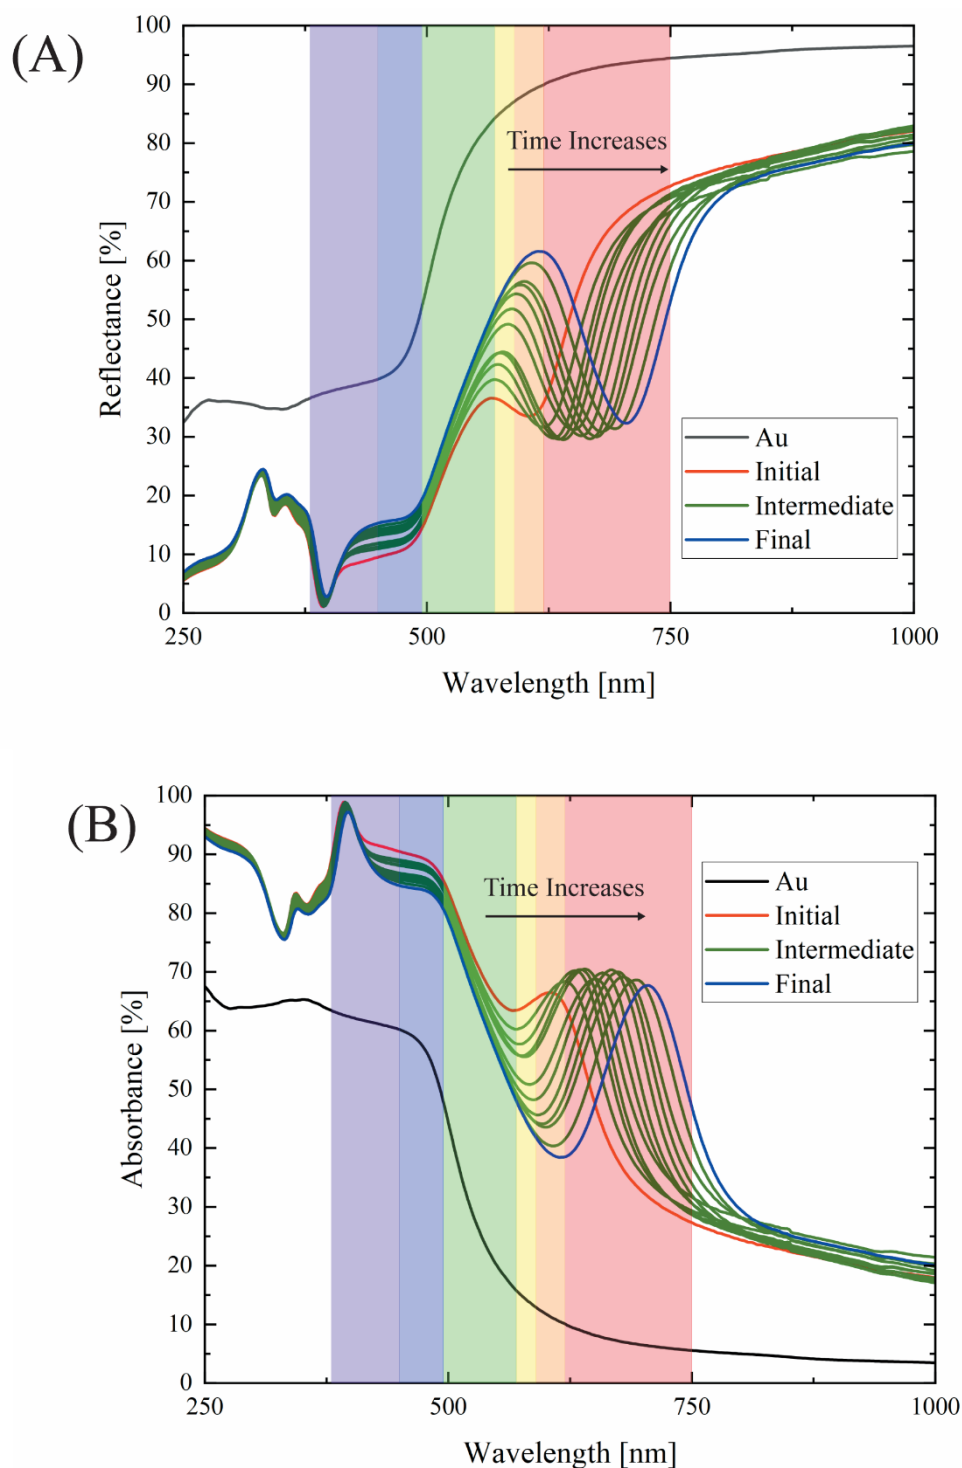 (A)
100
90
80
70
60
50
40
30
20
10
0
Reflectance [%]
Time Increases
Au
Initial
Intermediate
Final
250
500
750
1000
Wavelength [nm]
(B)
100
90
80
70
60
50
40
30
20
10
0
Absorbance [%]
Time Increases
Au
Initial
Intermediate
Final
250
500
750
1000
Wavelength [nm]